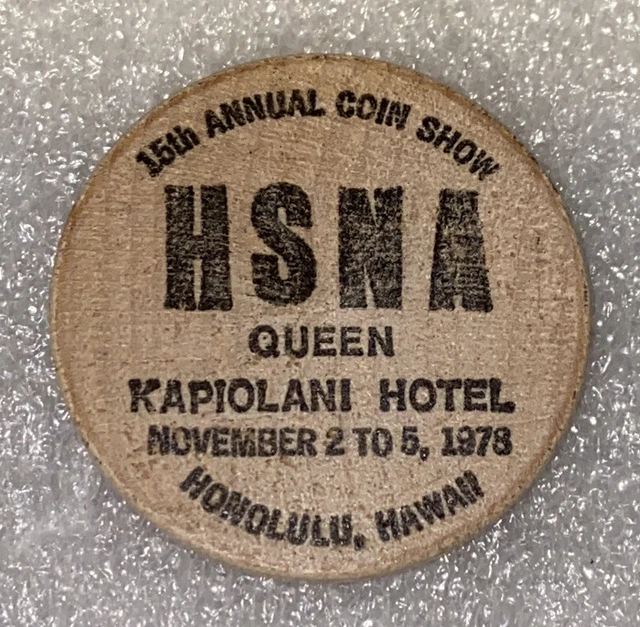 15th ANNUAL COIN SHOW
HSNA
QUEEN
KAPIOLANI HOTEL
NOVEMBER 2 TO 5, 1978
HONOLULU, HAWAII